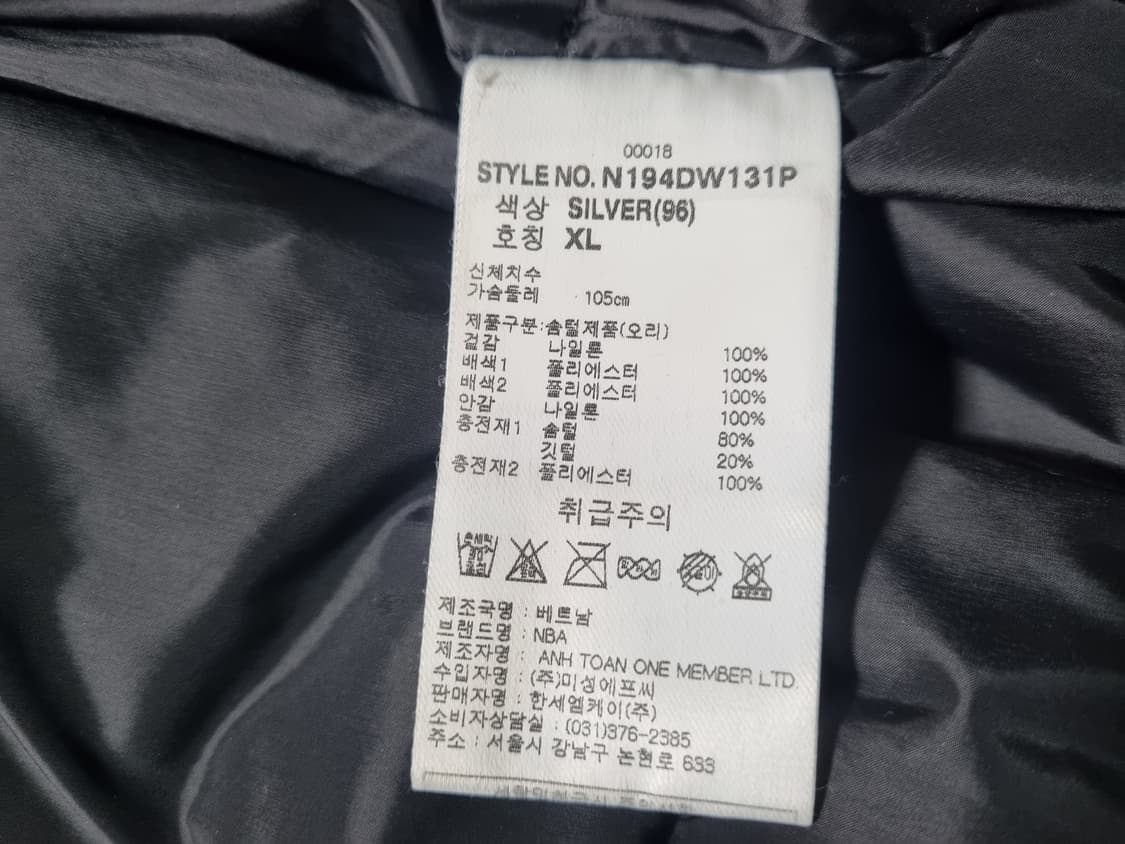 00018
STYLE NO. N194DW131P
색상 SILVER(96)
호칭 XL
신체치수
가슴둘레 105cm
제품구분:솜털제품(오리)
겉감 나일론 100%
배색1 폴리에스터 100%
배색2 폴리에스터 100%
안감 나일론 100%
충전재1 솜털 80%
깃털 20%
충전재2 폴리에스터 100%
취급주의
손세탁
30°
중성
제조국명 : 베트남
브랜드명 : NBA
제조자명 : ANH TOAN ONE MEMBER LTD.
수입자명 : (주)미성에프씨
판매자명 : 한세엠케이(주)
소비자상담실 : (031)376-2385
주소 : 서울시 강남구 논현로 633